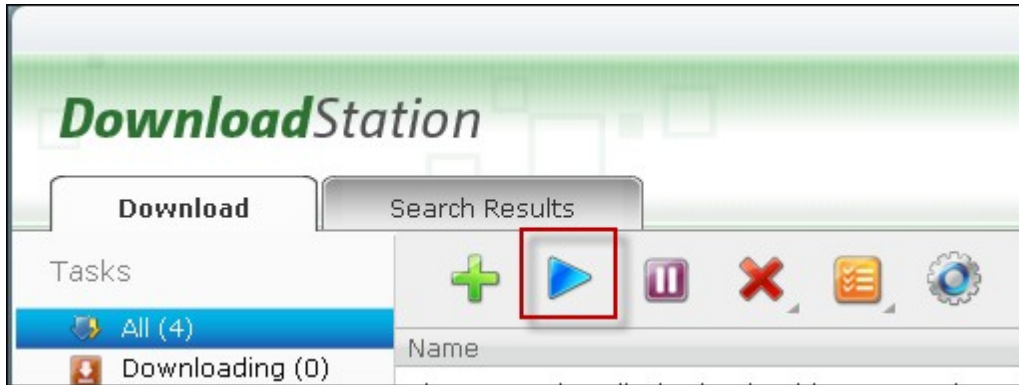 DownloadStation
Download
Search Results
Tasks
All (4)
Downloading (0)
Name